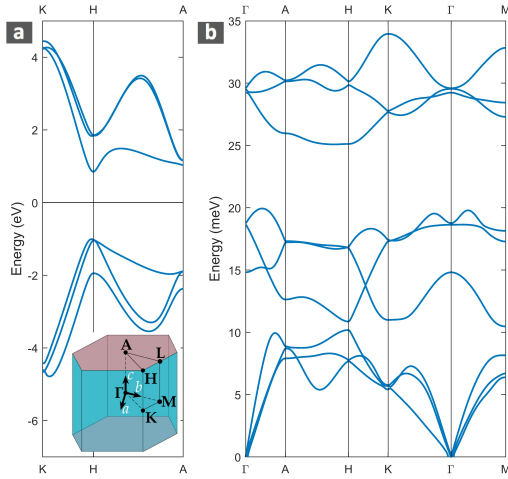 K H A
Γ A H K Γ M
a
b
Energy (eV)
4
2
0
-2
-4
-6
A
L
H
c
Γ
b
M
a
K
K H A
Energy (meV)
35
30
25
20
15
10
5
0
Γ A H K Γ M